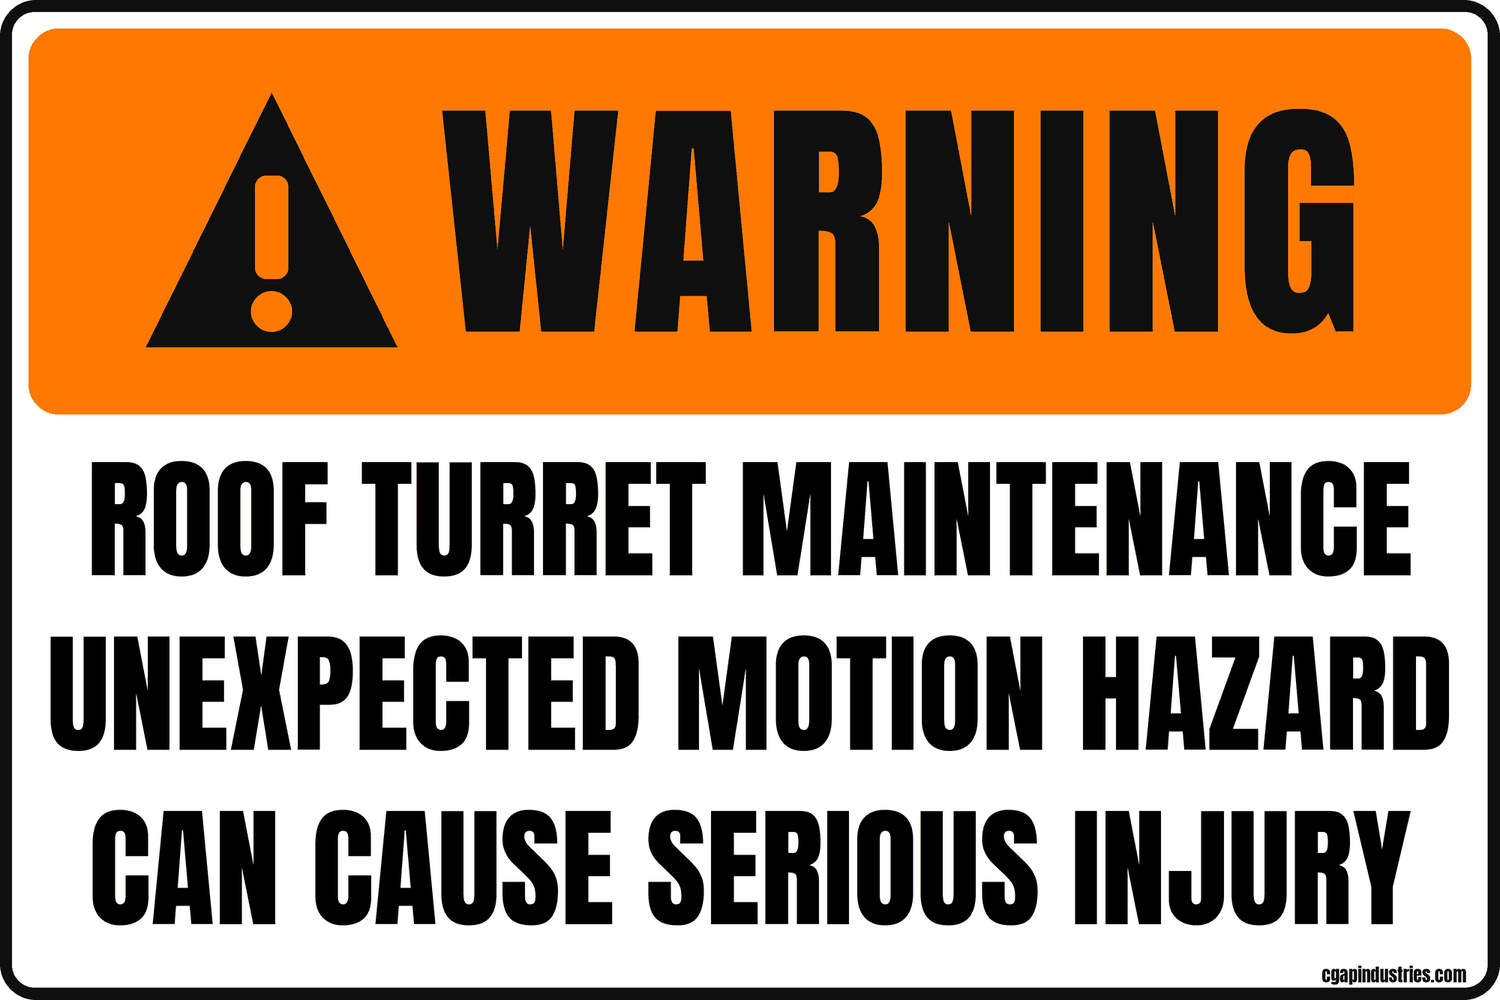 WARNING
ROOF TURRET MAINTENANCE
UNEXPECTED MOTION HAZARD
CAN CAUSE SERIOUS INJURY
cgapindustries.com